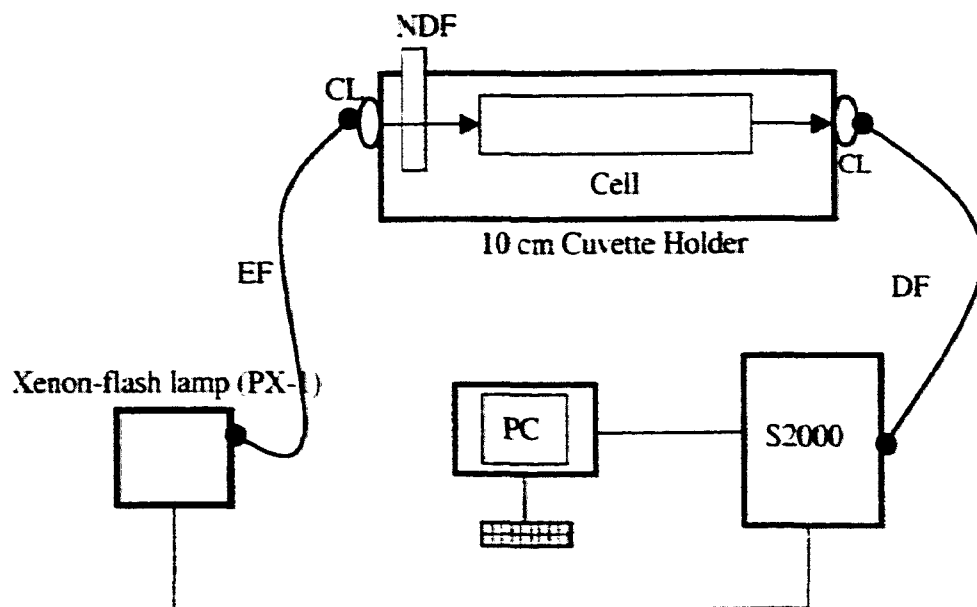 NDF
CL
Cell
CL
10 cm Cuvette Holder
EF
DF
Xenon-flash lamp (PX-1)
PC
S2000